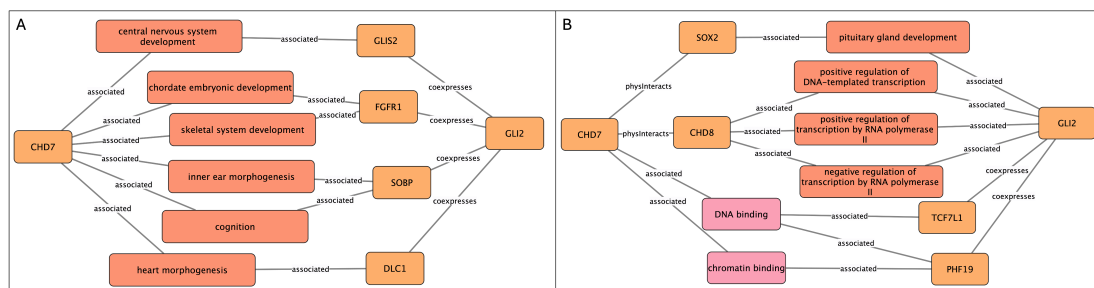 A
central nervous system
development
associated
GLIS2
associated
coexpresses
chordate embryonic development
associated
FGFR1
associated
associated
coexpresses
skeletal system development
CHD7
associated
GLI2
associated
coexpresses
inner ear morphogenesis
associated
SOBP
associated
associated
coexpresses
associated
cognition
heart morphogenesis
associated
DLC1
B
SOX2
associated
pituitary gland development
physInteracts
associated
positive regulation of
DNA-templated transcription
associated
associated
CHD7
physInteracts
CHD8
associated
positive regulation of
transcription by RNA polymerase
II
associated
GLI2
associated
associated
negative regulation of
transcription by RNA polymerase
II
coexpresses
associated
associated
coexpresses
DNA binding
associated
TCF7L1
associated
chromatin binding
associated
PHF19